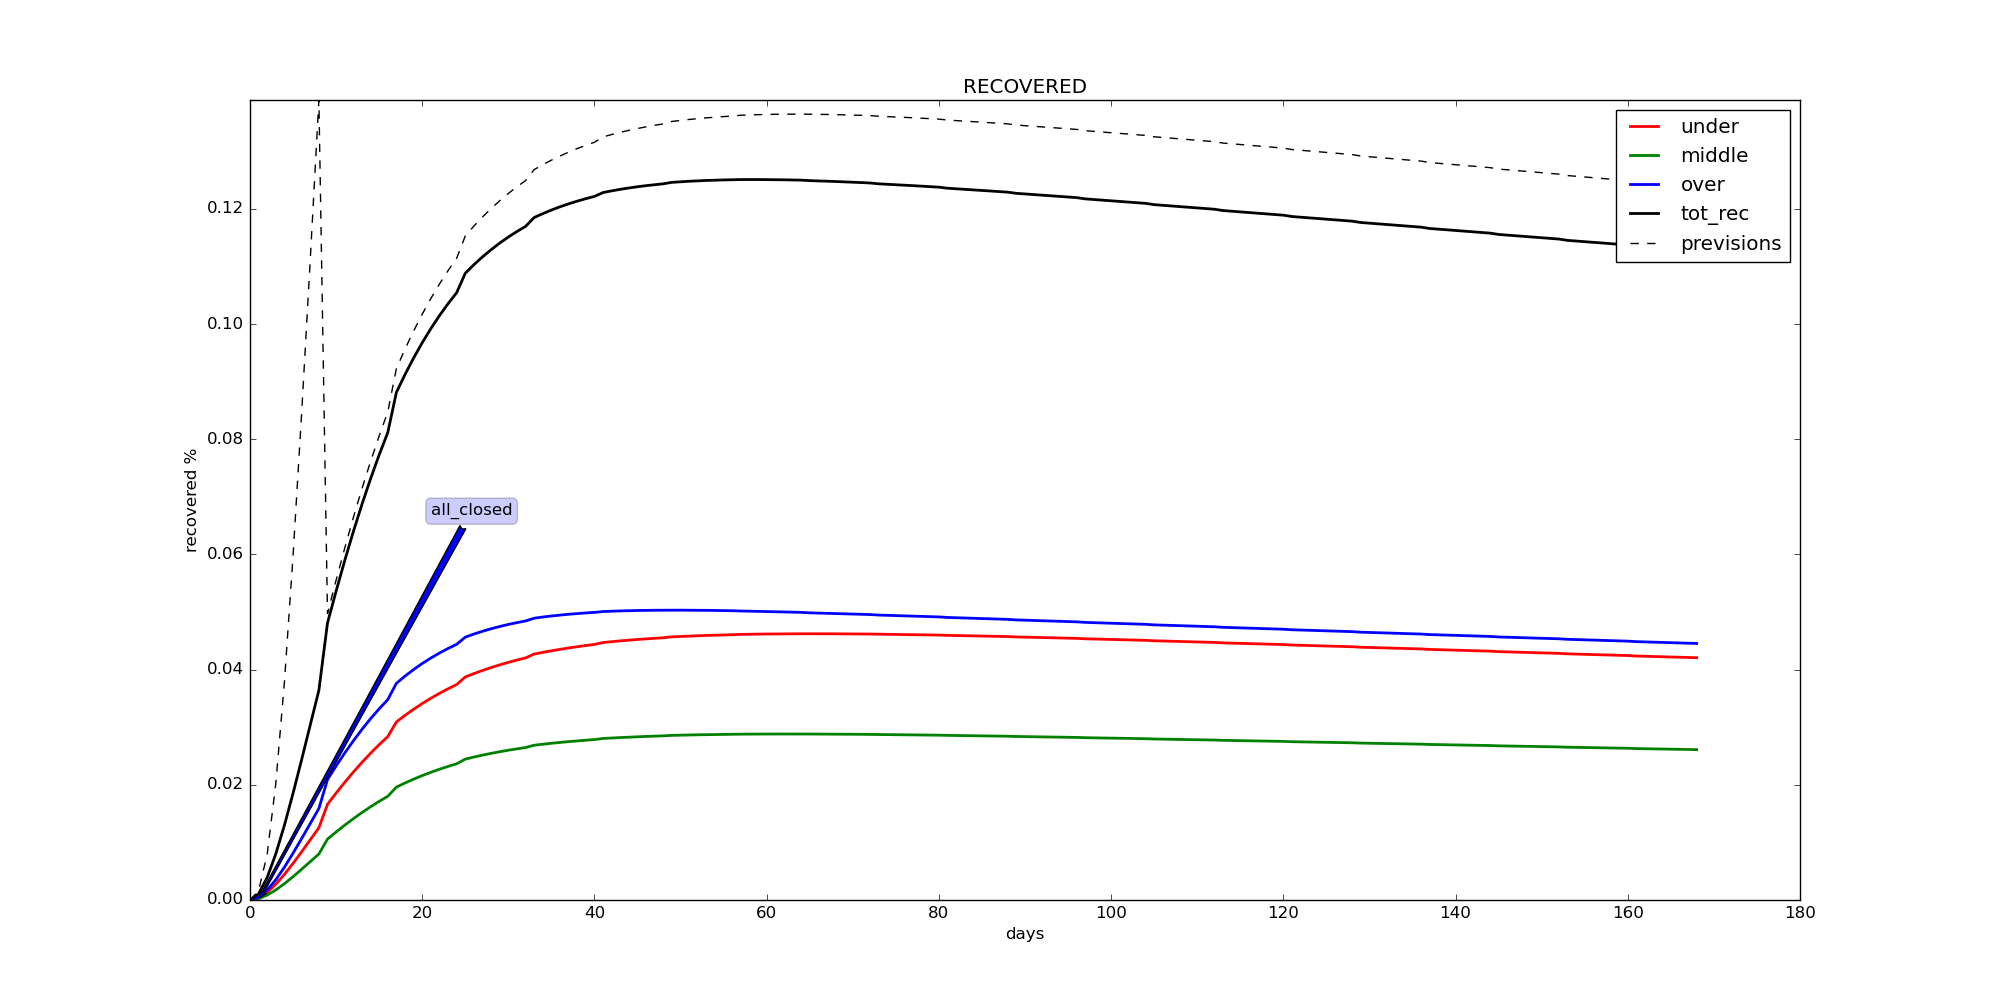 RECOVERED
under
middle
over
tot_rec
previsions
0.12
0.10
0.08
0.06
0.04
0.02
0.00
recovered %
all_closed
0 20 40 60 80 100 120 140 160 180
days